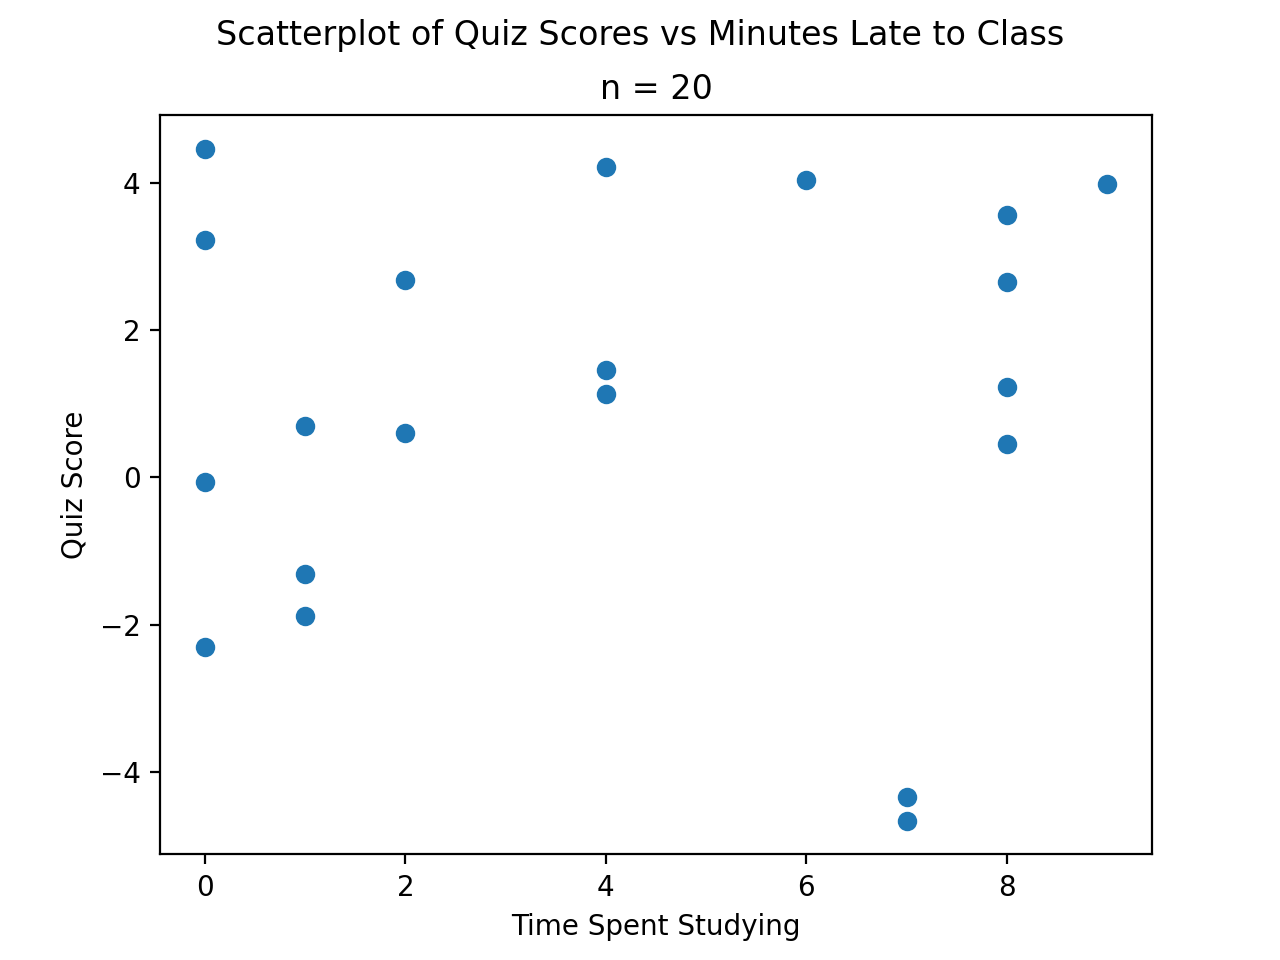 Scatterplot of Quiz Scores vs Minutes Late to Class
n = 20
4
2
0
−2
−4
Quiz Score
0 2 4 6 8
Time Spent Studying